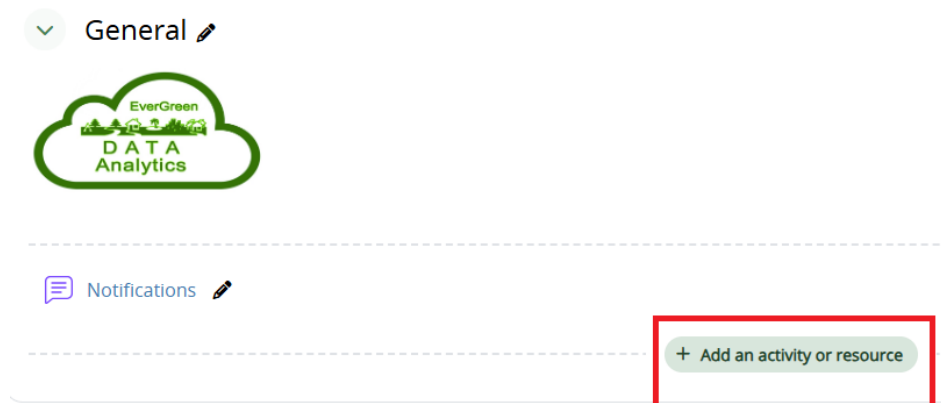 General
EverGreen
DATA
Analytics
Notifications
+ Add an activity or resource